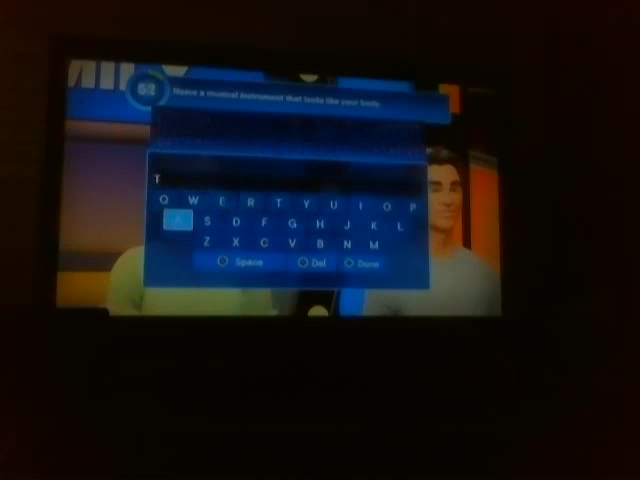 Name a musical instrument that looks like your body.
T
Q W E R T Y U I O P
A S D F G H J K L
Z X C V B N M
Space Del Done